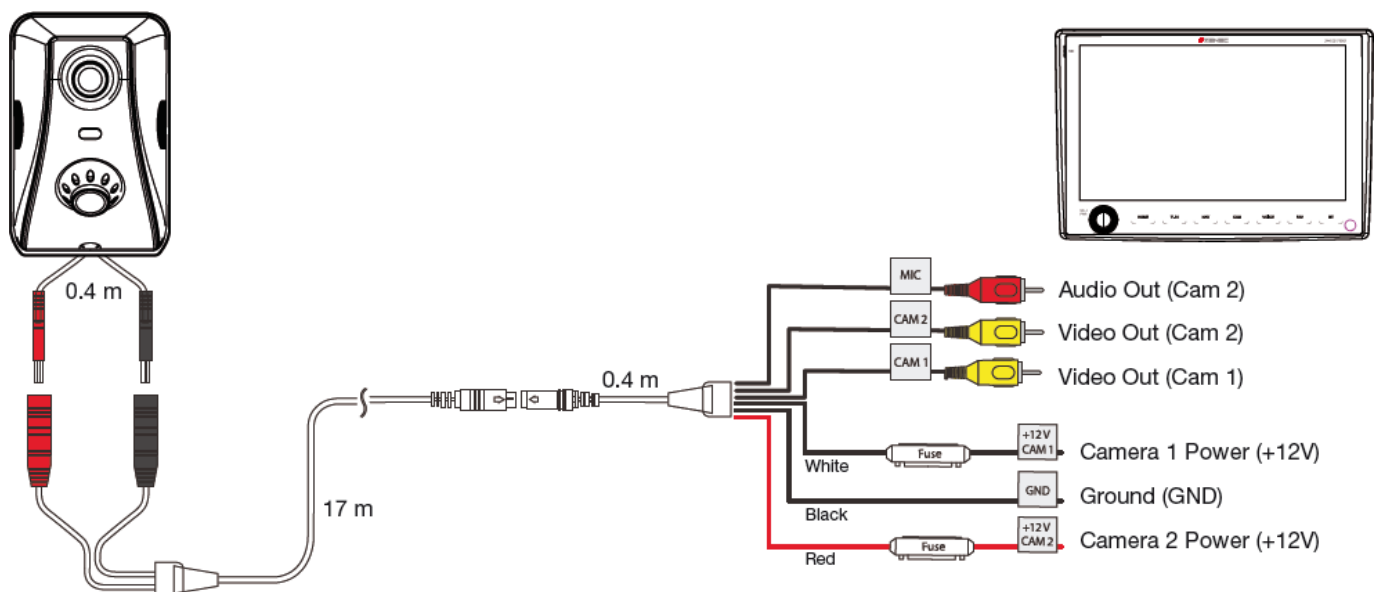 0.4 m
17 m
0.4 m
MIC
Audio Out (Cam 2)
CAM 2
Video Out (Cam 2)
CAM 1
Video Out (Cam 1)
White
Fuse
+12V
CAM 1
Camera 1 Power (+12V)
Black
GND
Ground (GND)
Red
Fuse
+12V
CAM 2
Camera 2 Power (+12V)